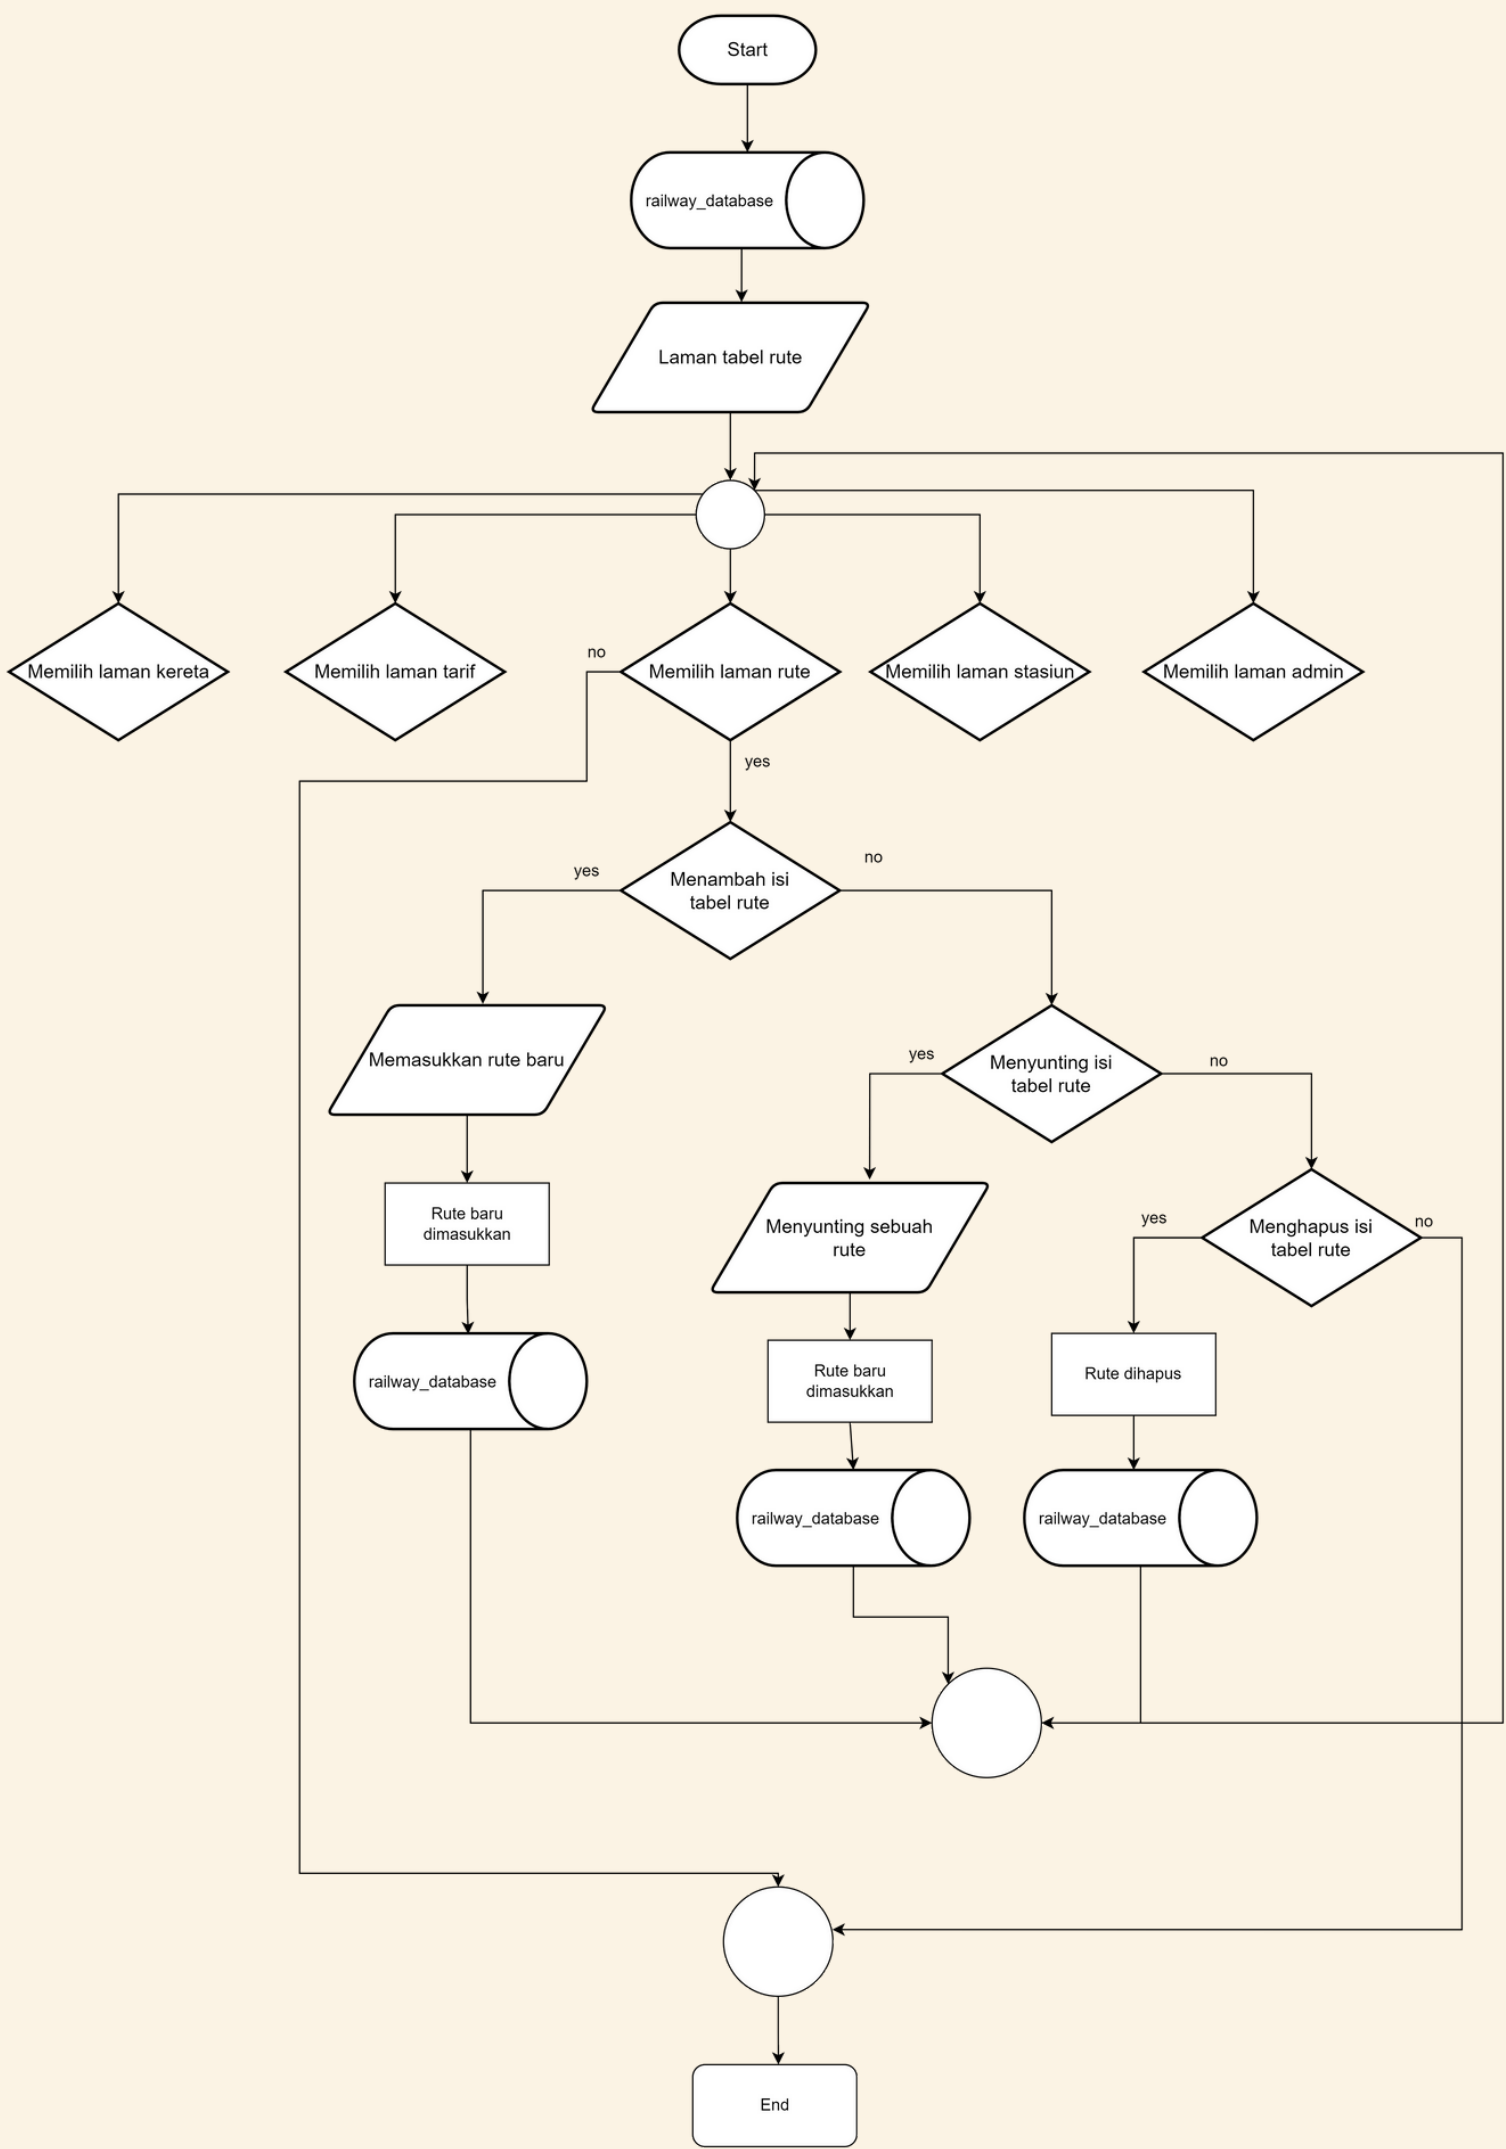 Start
railway_database
Laman tabel rute
Memilih laman kereta
Memilih laman tarif
no
Memilih laman rute
Memilih laman stasiun
Memilih laman admin
yes
yes
Menambah isi
tabel rute
no
Memasukkan rute baru
yes
Menyunting isi
tabel rute
no
Rute baru
dimasukkan
Menyunting sebuah
rute
yes
Menghapus isi
tabel rute
no
railway_database
Rute baru
dimasukkan
Rute dihapus
railway_database
railway_database
End